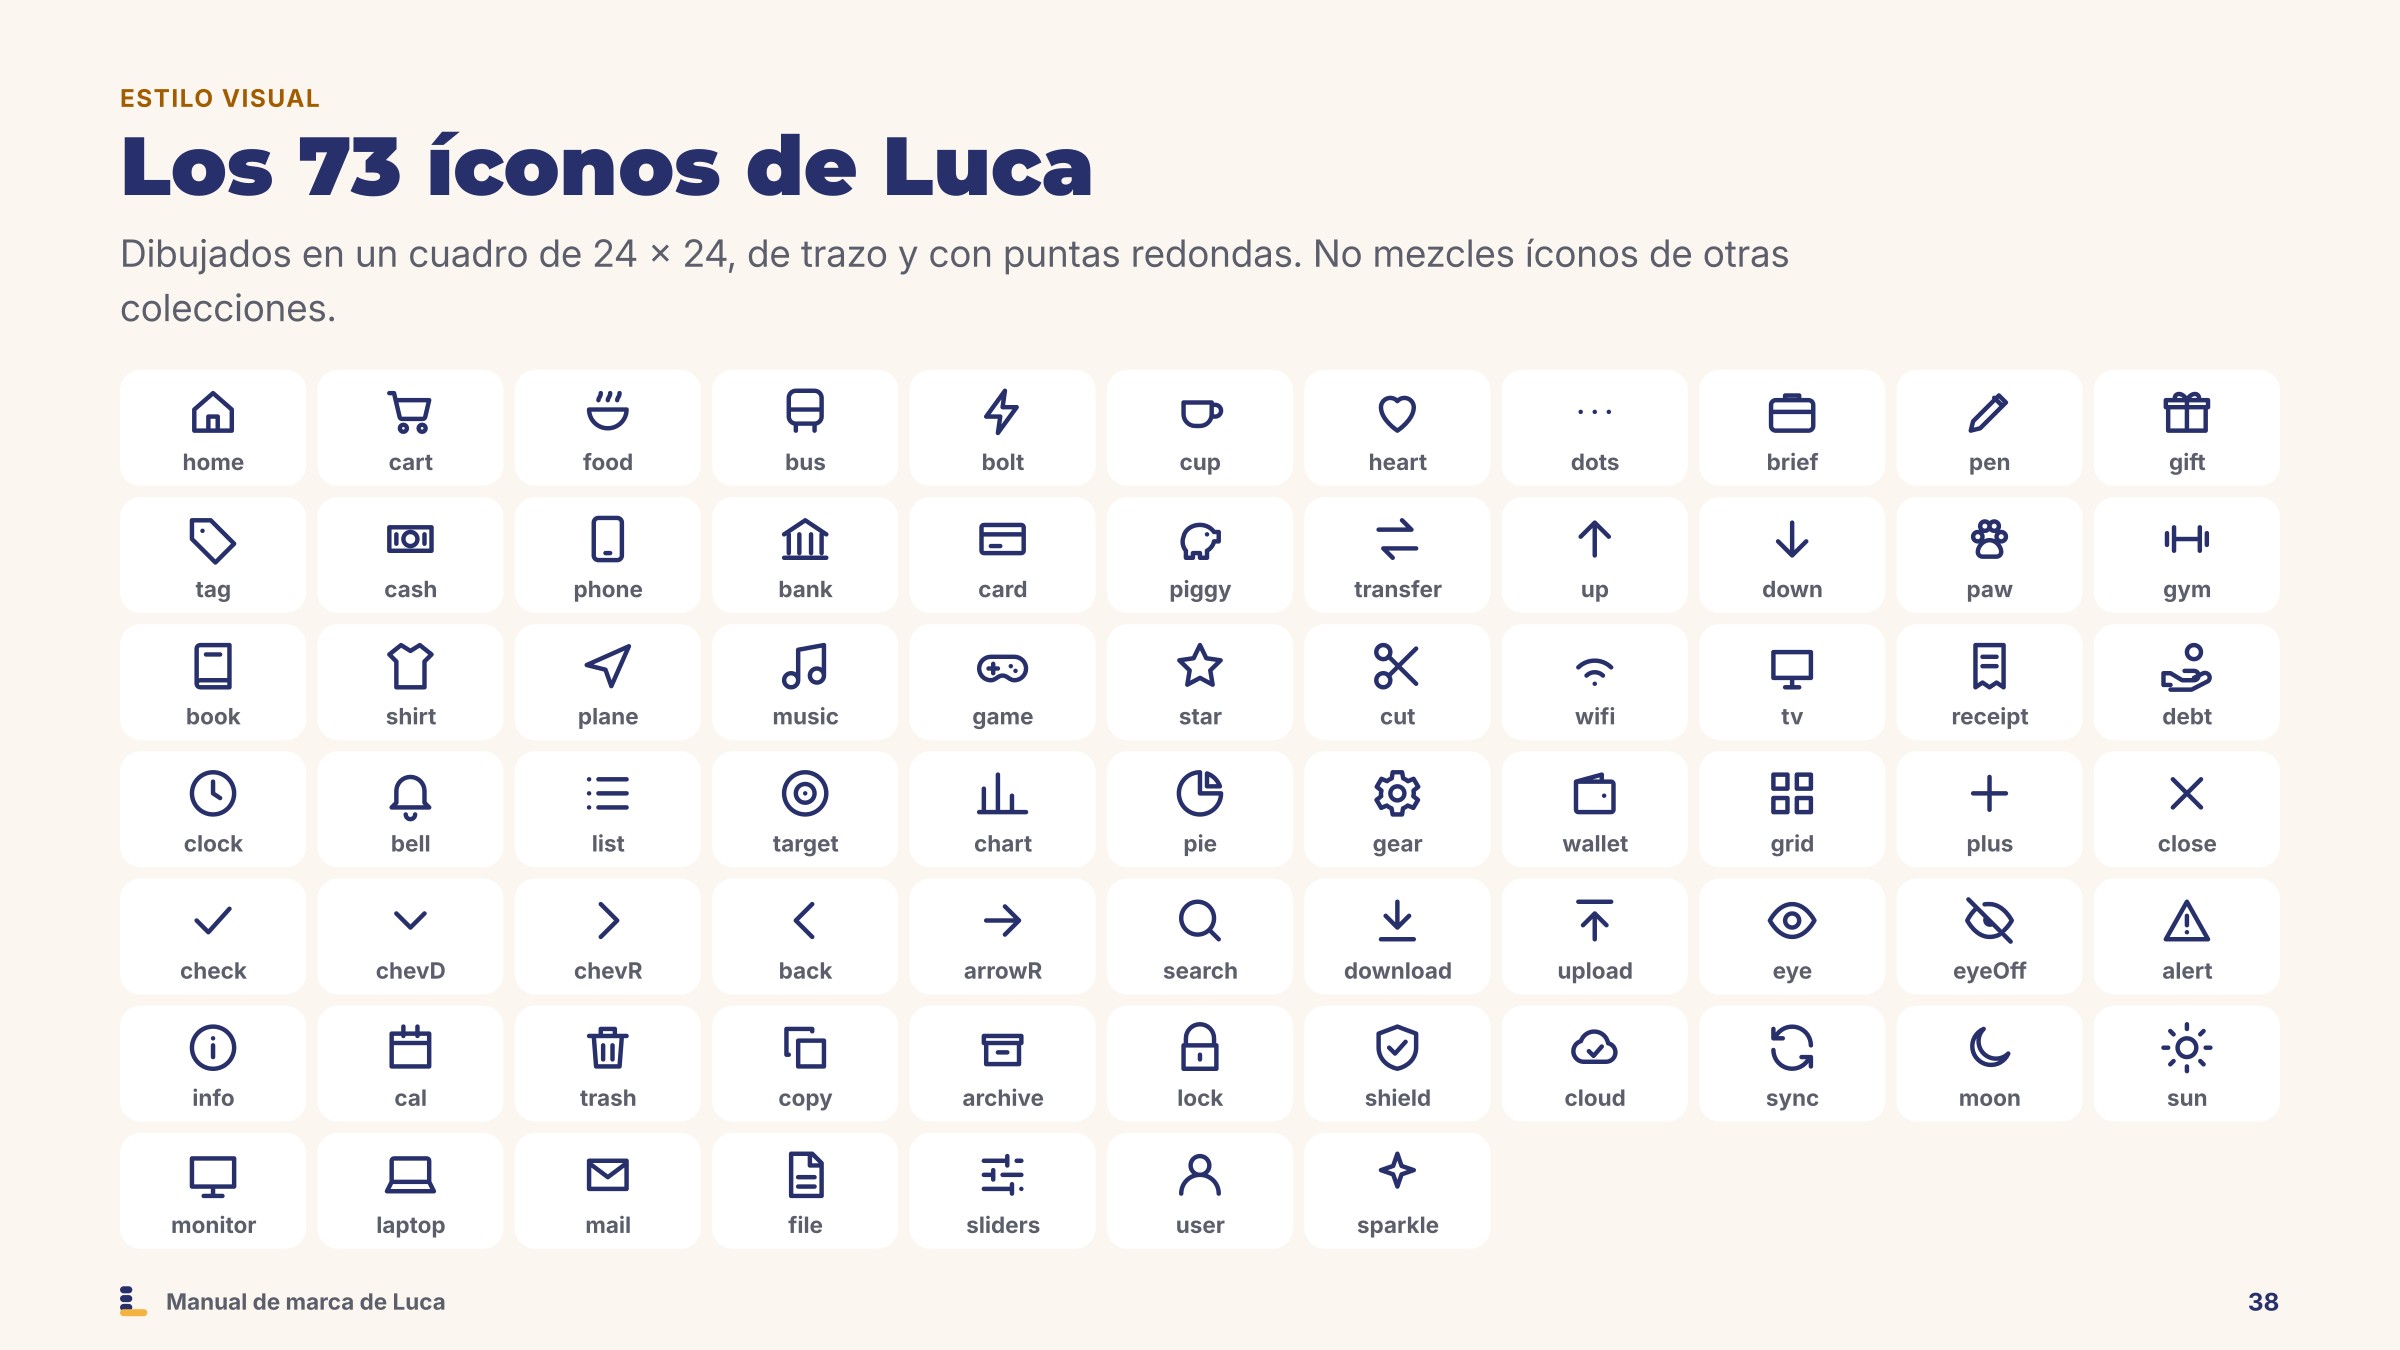 ESTILO VISUAL
Los 73 íconos de Luca
Dibujados en un cuadro de 24 × 24, de trazo y con puntas redondas. No mezcles íconos de otras
colecciones.
home cart food bus bolt cup heart dots brief pen gift
tag cash phone bank card piggy transfer up down paw gym
book shirt plane music game star cut wifi tv receipt debt
clock bell list target chart pie gear wallet grid plus close
check chevD chevR back arrowR search download upload eye eyeOff alert
info cal trash copy archive lock shield cloud sync moon sun
monitor laptop mail file sliders user sparkle
Manual de marca de Luca 38